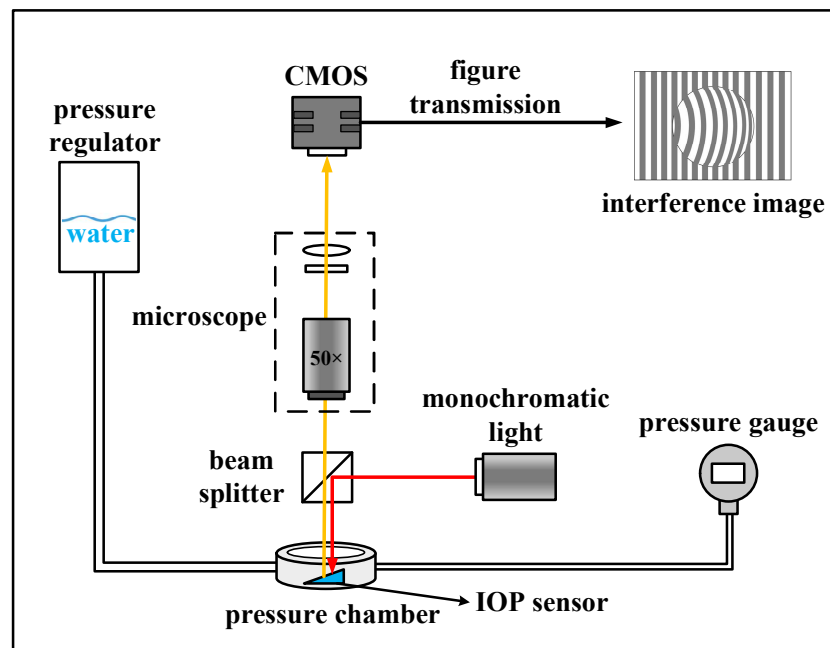 CMOS
figure
transmission
pressure
regulator
water
interference image
microscope
50×
monochromatic
light
pressure gauge
beam
splitter
pressure chamber
IOP sensor